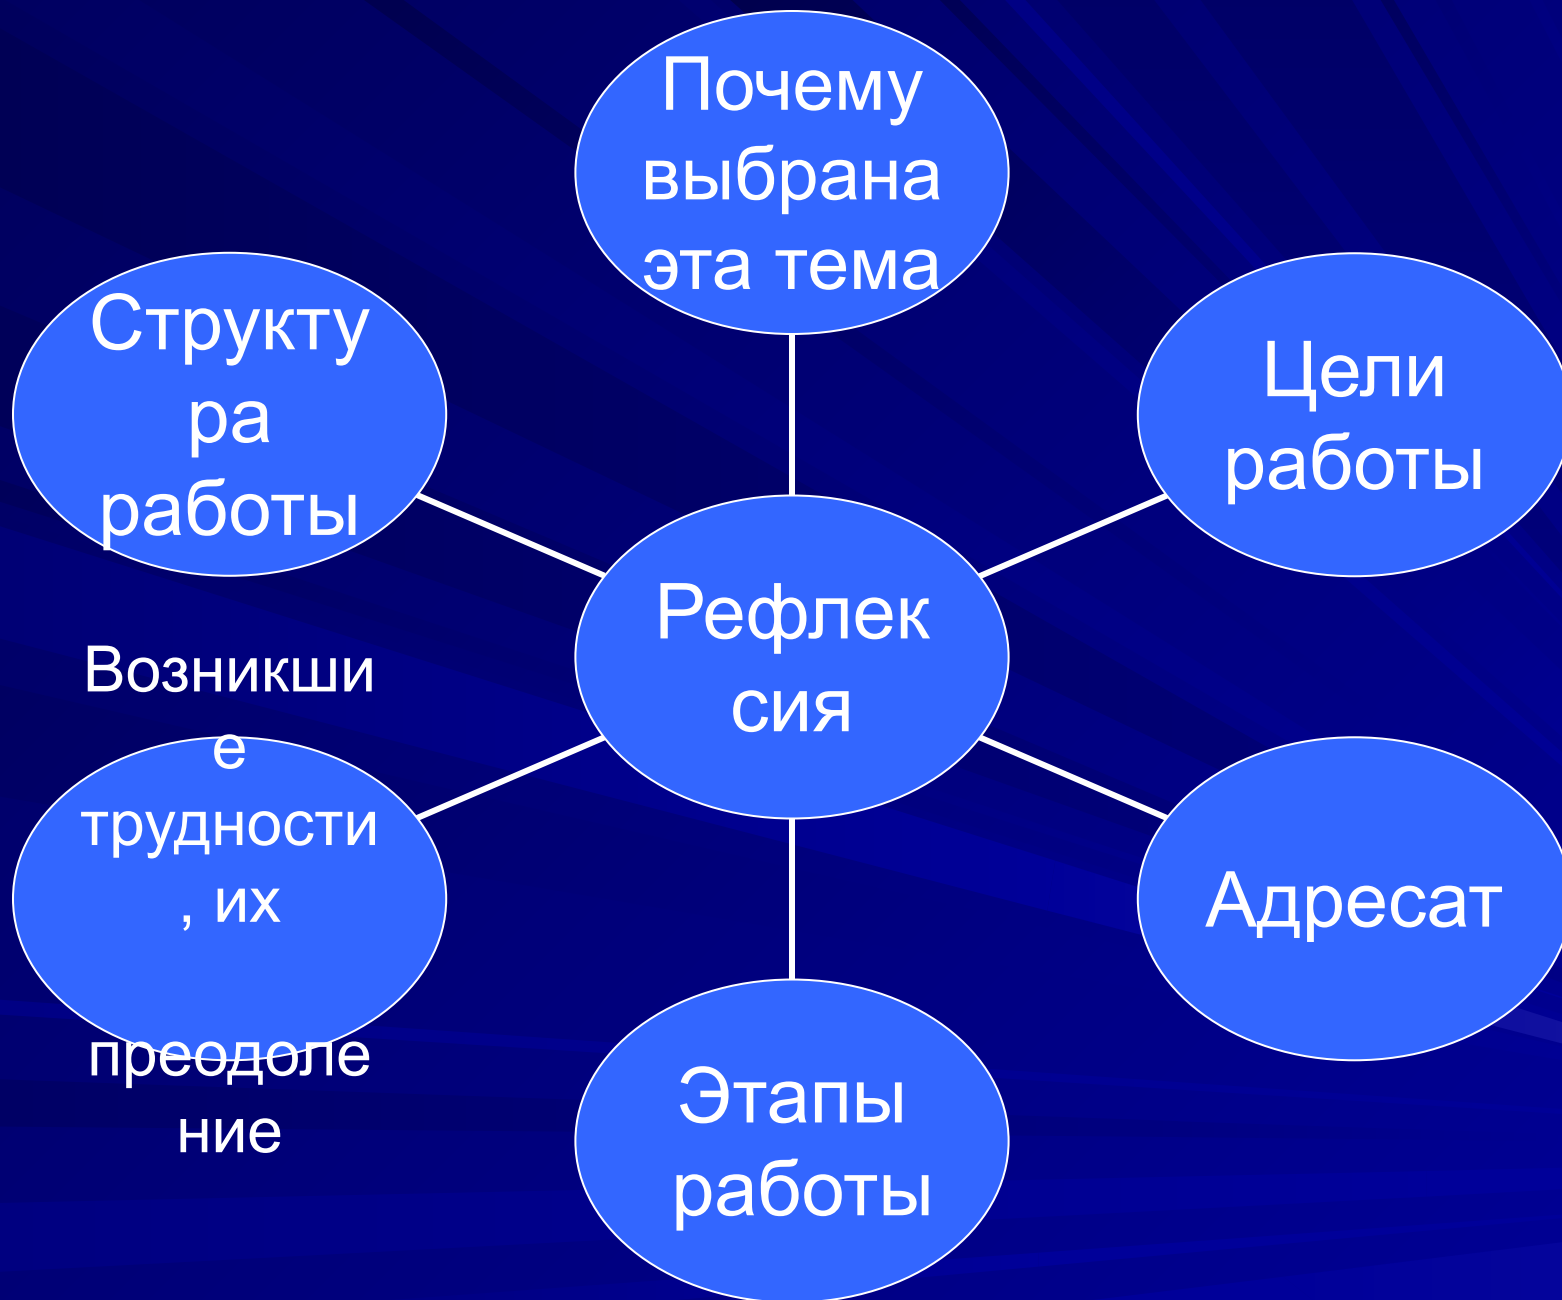 Почему
выбрана
эта тема
Структу
ра
работы
Цели
работы
Рефлек
сия
Возникши
е
трудности
, их
преодоле
ние
Адресат
Этапы
работы